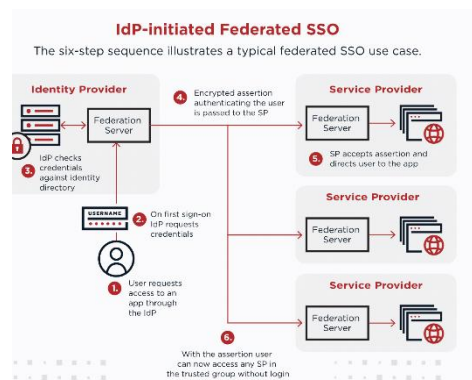 IdP-initiated Federated SSO
The six-step sequence illustrates a typical federated SSO use case.
Identity Provider
Federation
Server
3.
IdP checks
credentials
against identity
directory
USERNAME
2.
On first sign-on
IdP requests
credentials
1.
User requests
access to an
app through
the IdP
4.
Encrypted assertion
authenticating the user
is passed to the SP
Service Provider
Federation
Server
5.
SP accepts assertion and
directs user to the app
Service Provider
Federation
Server
Service Provider
Federation
Server
6.
With the assertion user
can now access any SP in
the trusted group without login